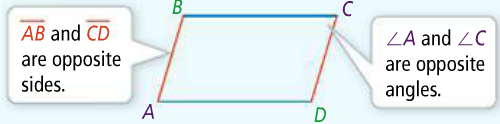 AB and CD
are opposite
sides.
B
C
A
D
∠A and ∠C
are opposite
angles.